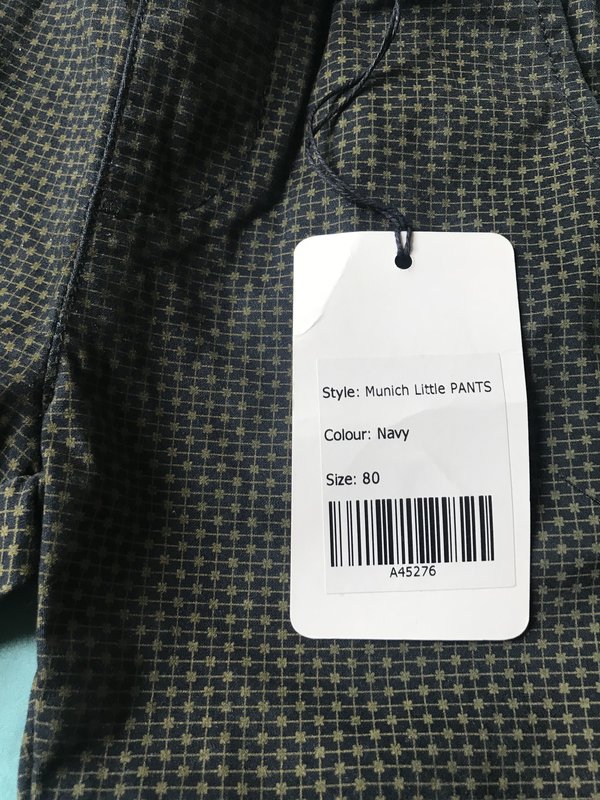 Style: Munich Little PANTS
Colour: Navy
Size: 80
A45276